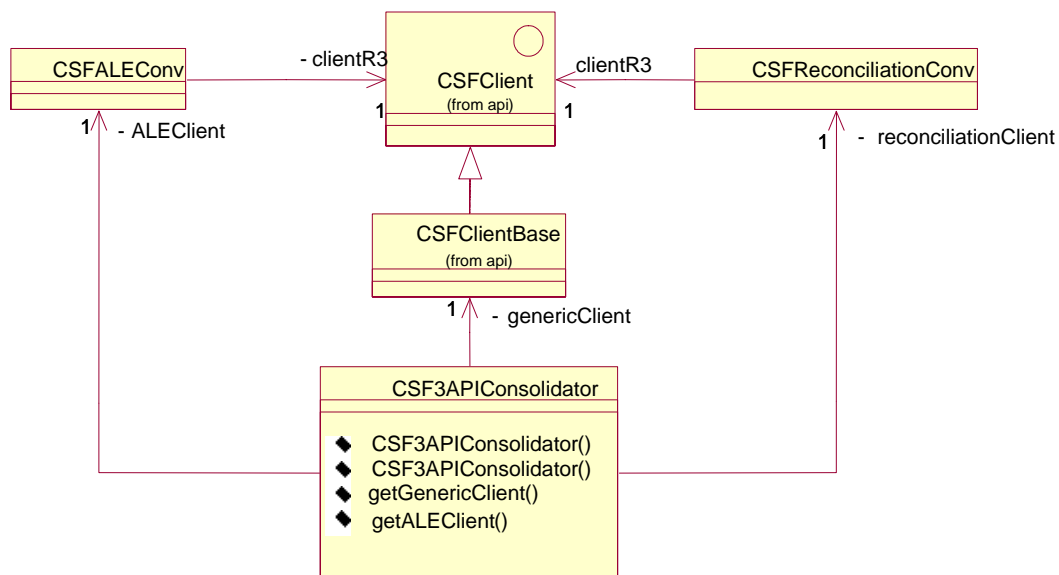 CSFALEConv
- clientR3
CSFClient
(from api)
clientR3
CSFReconciliationConv
1
1
1
- ALEClient
1
- reconciliationClient
CSFClientBase
(from api)
1
- genericClient
CSF3APIConsolidator
CSF3APIConsolidator()
CSF3APIConsolidator()
getGenericClient()
getALEClient()